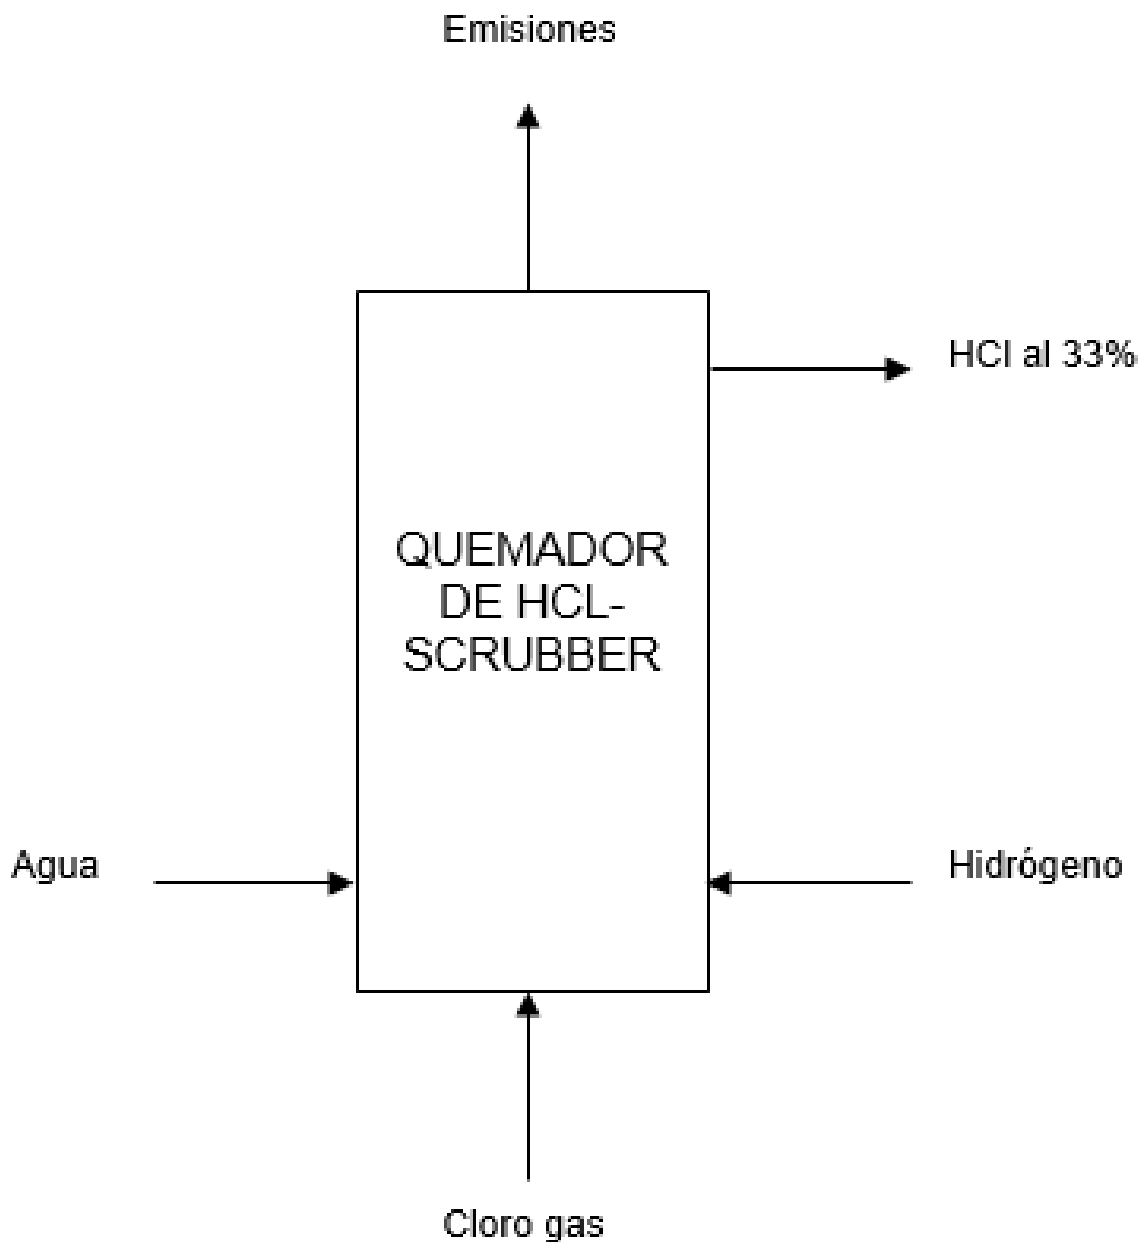 Emisiones
HCl al 33%
QUEMADOR
DE HCL-
SCRUBBER
Agua
Hidrógeno
Cloro gas